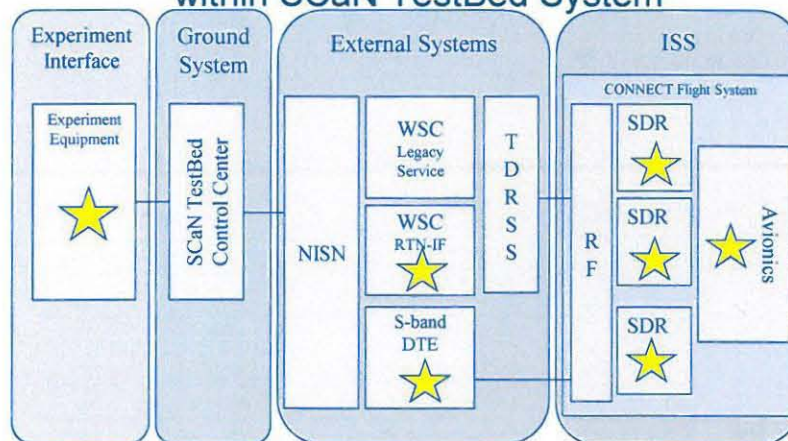 within SCaN TestBed System
Experiment
Interface
Experiment
Equipment
Ground
System
SCaN TestBed
Control Center
External Systems
NISN
WSC
Legacy
Service
WSC
RTN-IF
S-band
DTE
T
D
R
S
S
ISS
CONNECT Flight System
R
F
SDR
SDR
SDR
Avionics